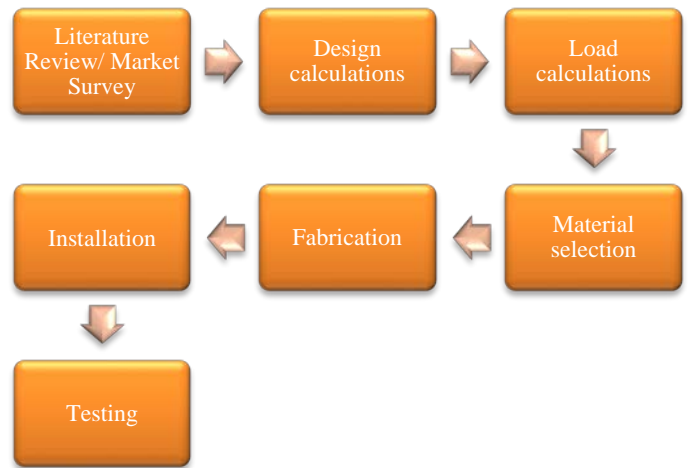 Literature
Review/ Market
Survey
Design
calculations
Load
calculations
Material
selection
Fabrication
Installation
Testing